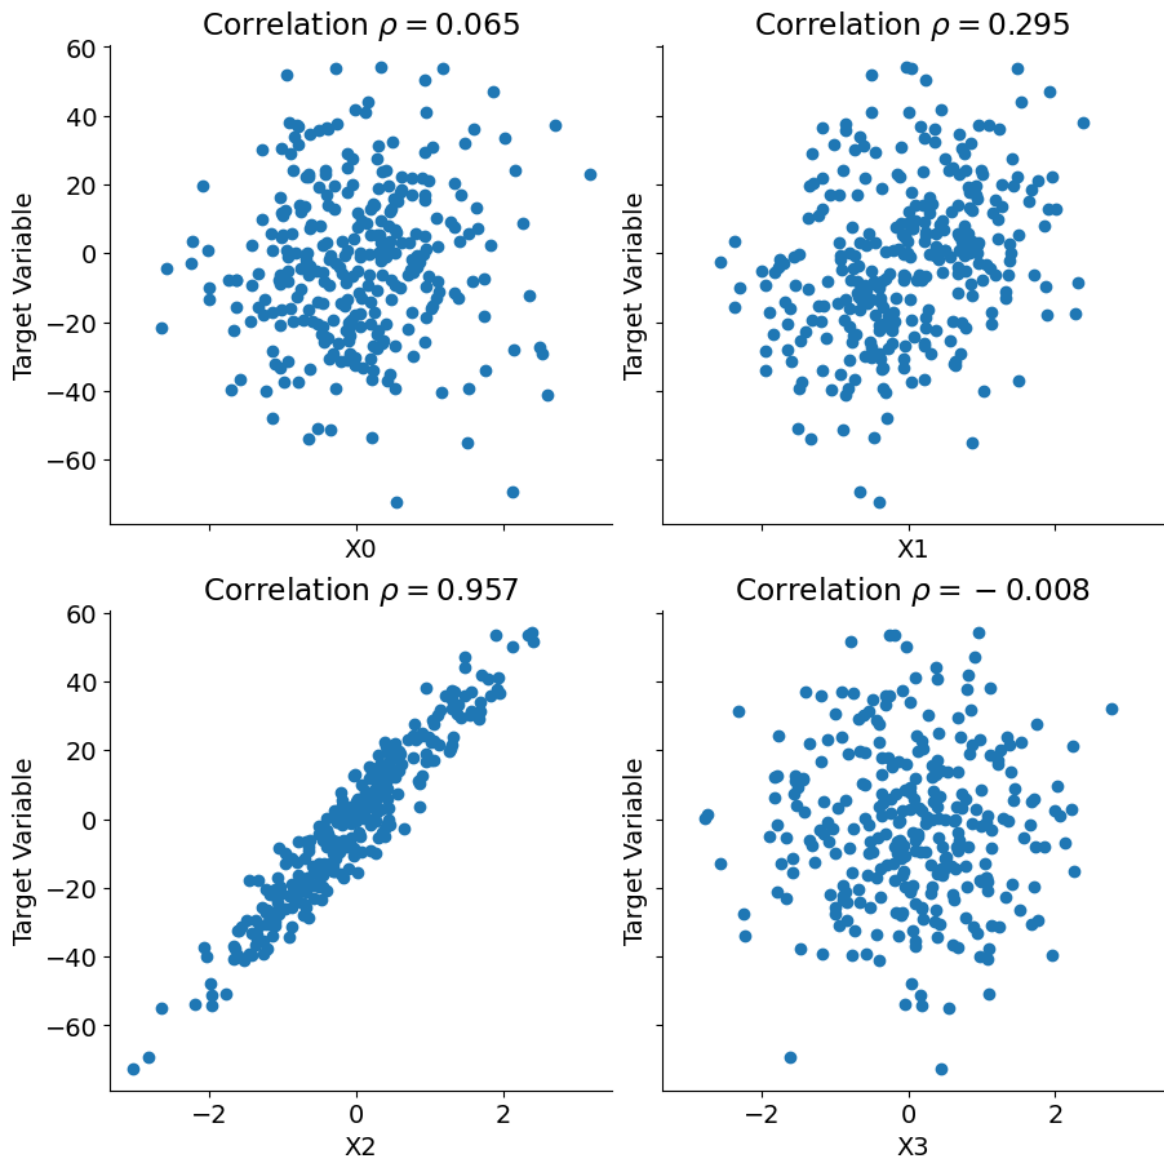 Correlation ρ = 0.065
Correlation ρ = 0.295
60
40
20
0
−20
−40
−60
Target Variable
Target Variable
X0
X1
Correlation ρ = 0.957
Correlation ρ = − 0.008
60
40
20
0
−20
−40
−60
Target Variable
Target Variable
−2 0 2
−2 0 2
X2
X3